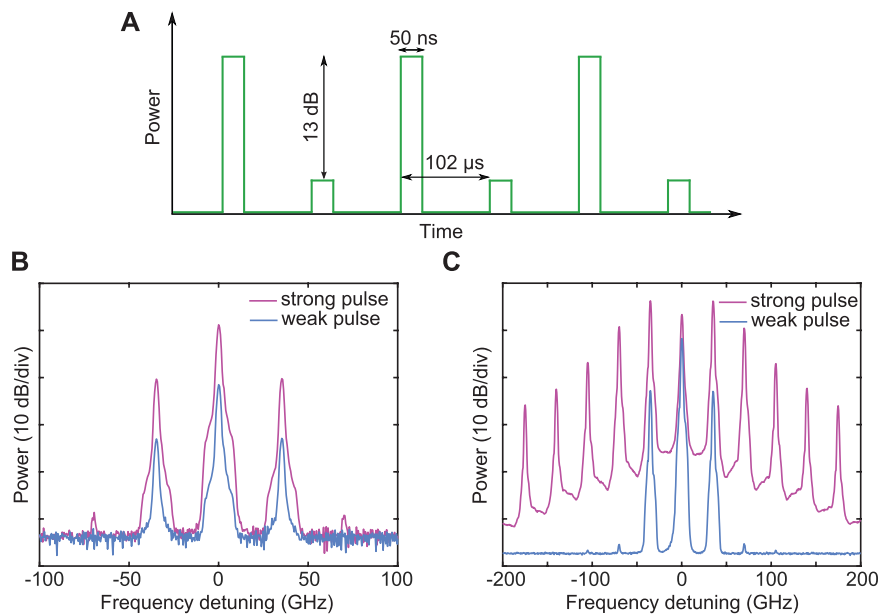 A
50 ns
13 dB
102 µs
Power
Time
B
strong pulse
weak pulse
Power (10 dB/div)
-100 -50 0 50 100
Frequency detuning (GHz)
C
strong pulse
weak pulse
Power (10 dB/div)
-200 -100 0 100 200
Frequency detuning (GHz)